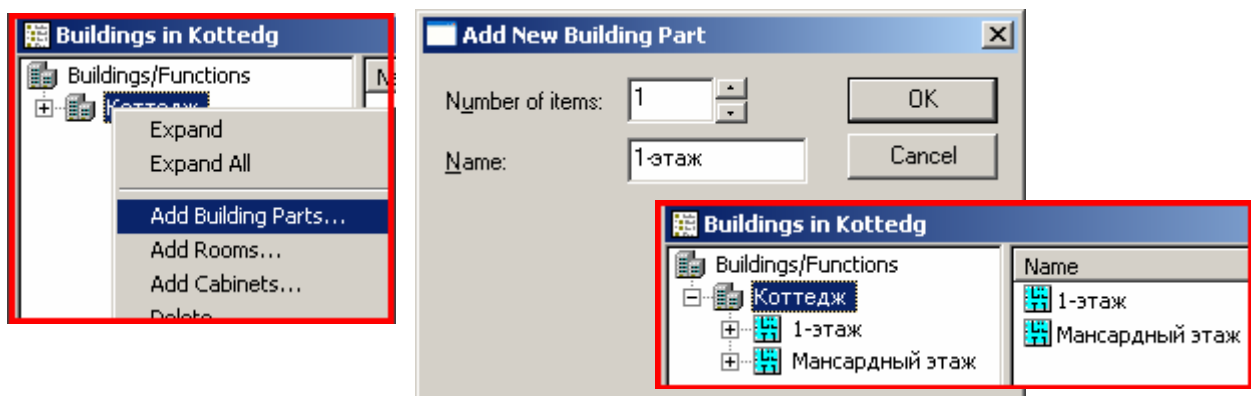 Buildings in Kottedg
Buildings/Functions
Коттедж
Expand
Expand All
Add Building Parts...
Add Rooms...
Add Cabinets...
Add New Building Part
Number of items: 1
OK
Name: 1-этаж
Cancel
Buildings in Kottedg
Buildings/Functions
Коттедж
1-этаж
Мансардный этаж
Name
1-этаж
Мансардный этаж